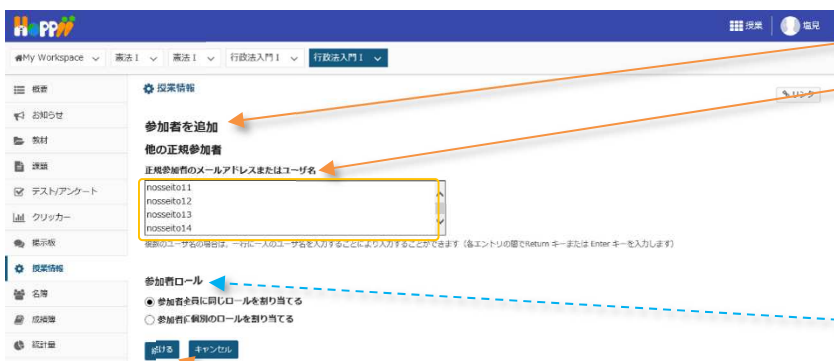 HoPPii
授業
塩見
My Workspace
憲法Ⅰ
憲法Ⅰ
行政法入門Ⅰ
行政法入門Ⅰ
概要
お知らせ
教材
課題
テスト/アンケート
クリッカー
掲示板
授業情報
名簿
成績簿
統計量
授業情報
リンク
参加者を追加
他の正規参加者
正規参加者のメールアドレスまたはユーザ名
nosseito11
nosseito12
nosseito13
nosseito14
複数のユーザ名の場合は、一行に一人のユーザ名を入力することにより入力することができます（各エントリの間でReturn キーまたは Enter キーを入力します）
参加者ロール
参加者全員に同じロールを割り当てる
参加者に個別のロールを割り当てる
続ける
キャンセル